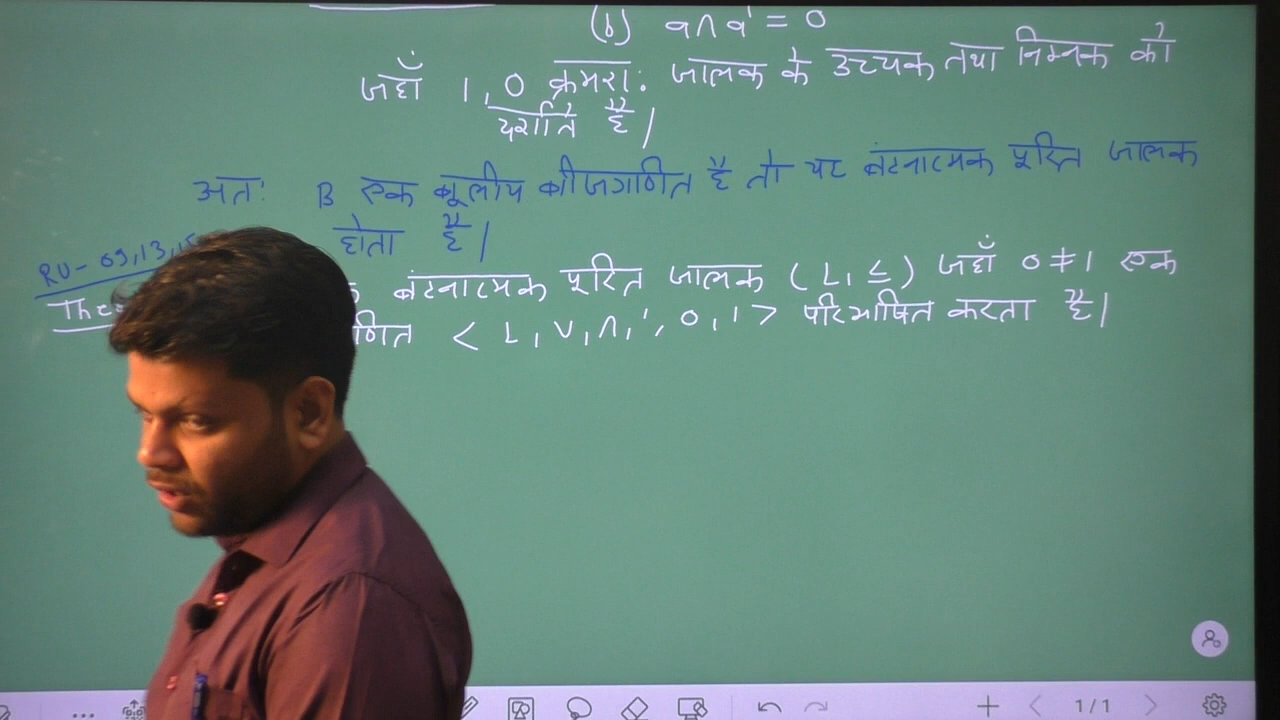 (b) a∩a' = 0
जहाँ 1,0 क्रमशः जालक के उच्चक तथा निम्नक को
दर्शाते है|
अतः B एक बूलीय बीजगणित है तो यह बंटनात्मक पूरित जालक
होता है|
RU- 09,13,15
बंटनात्मक पूरित जालक (L, ≤) जहाँ 0≠1 एक
< L, ∨, ∩, ', 0, 1 > परिभाषित करता है|
1/1